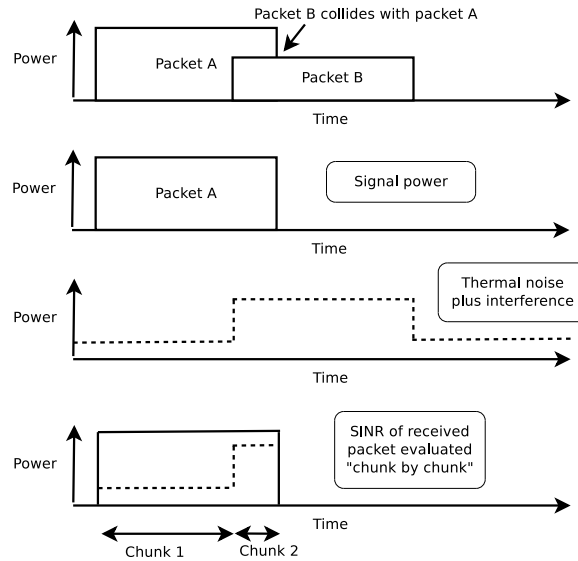 Packet B collides with packet A
Power
Packet A
Packet B
Time
Power
Packet A
Signal power
Time
Thermal noise
plus interference
Power
Time
SINR of received
packet evaluated
"chunk by chunk"
Power
Time
Chunk 1
Chunk 2